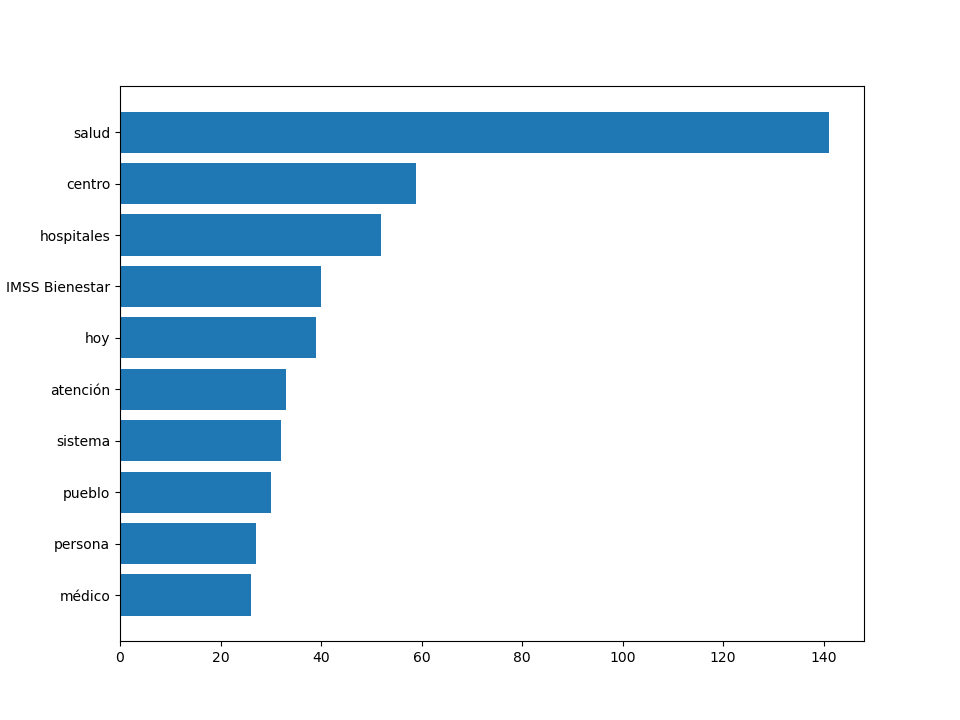 salud
centro
hospitales
IMSS Bienestar
hoy
atención
sistema
pueblo
persona
médico
0 20 40 60 80 100 120 140